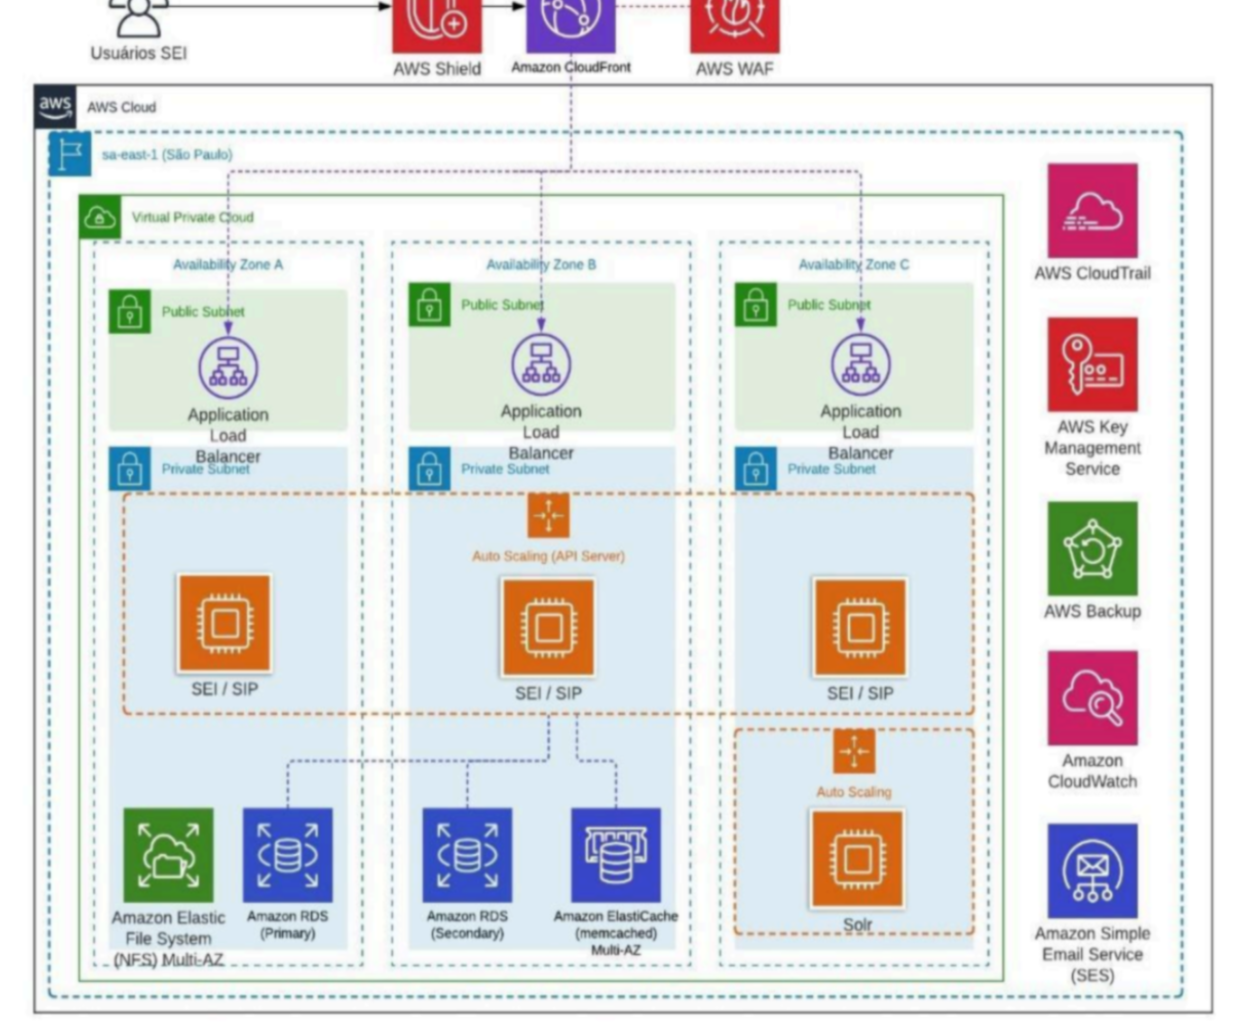 Usuários SEI
AWS Shield
Amazon CloudFront
AWS WAF
aws
AWS Cloud
sa-east-1 (São Paulo)
Virtual Private Cloud
Availability Zone A
Availability Zone B
Availability Zone C
Public Subnet
Public Subnet
Public Subnet
Application
Load
Balancer
Application
Load
Balancer
Application
Load
Balancer
Private Subnet
Private Subnet
Private Subnet
Auto Scaling (API Server)
SEI / SIP
SEI / SIP
SEI / SIP
Auto Scaling
Solr
Amazon Elastic
File System
(NFS) Multi-AZ
Amazon RDS
(Primary)
Amazon RDS
(Secondary)
Amazon ElastiCache
(memcached)
Multi-AZ
AWS CloudTrail
AWS Key
Management
Service
AWS Backup
Amazon
CloudWatch
Amazon Simple
Email Service
(SES)